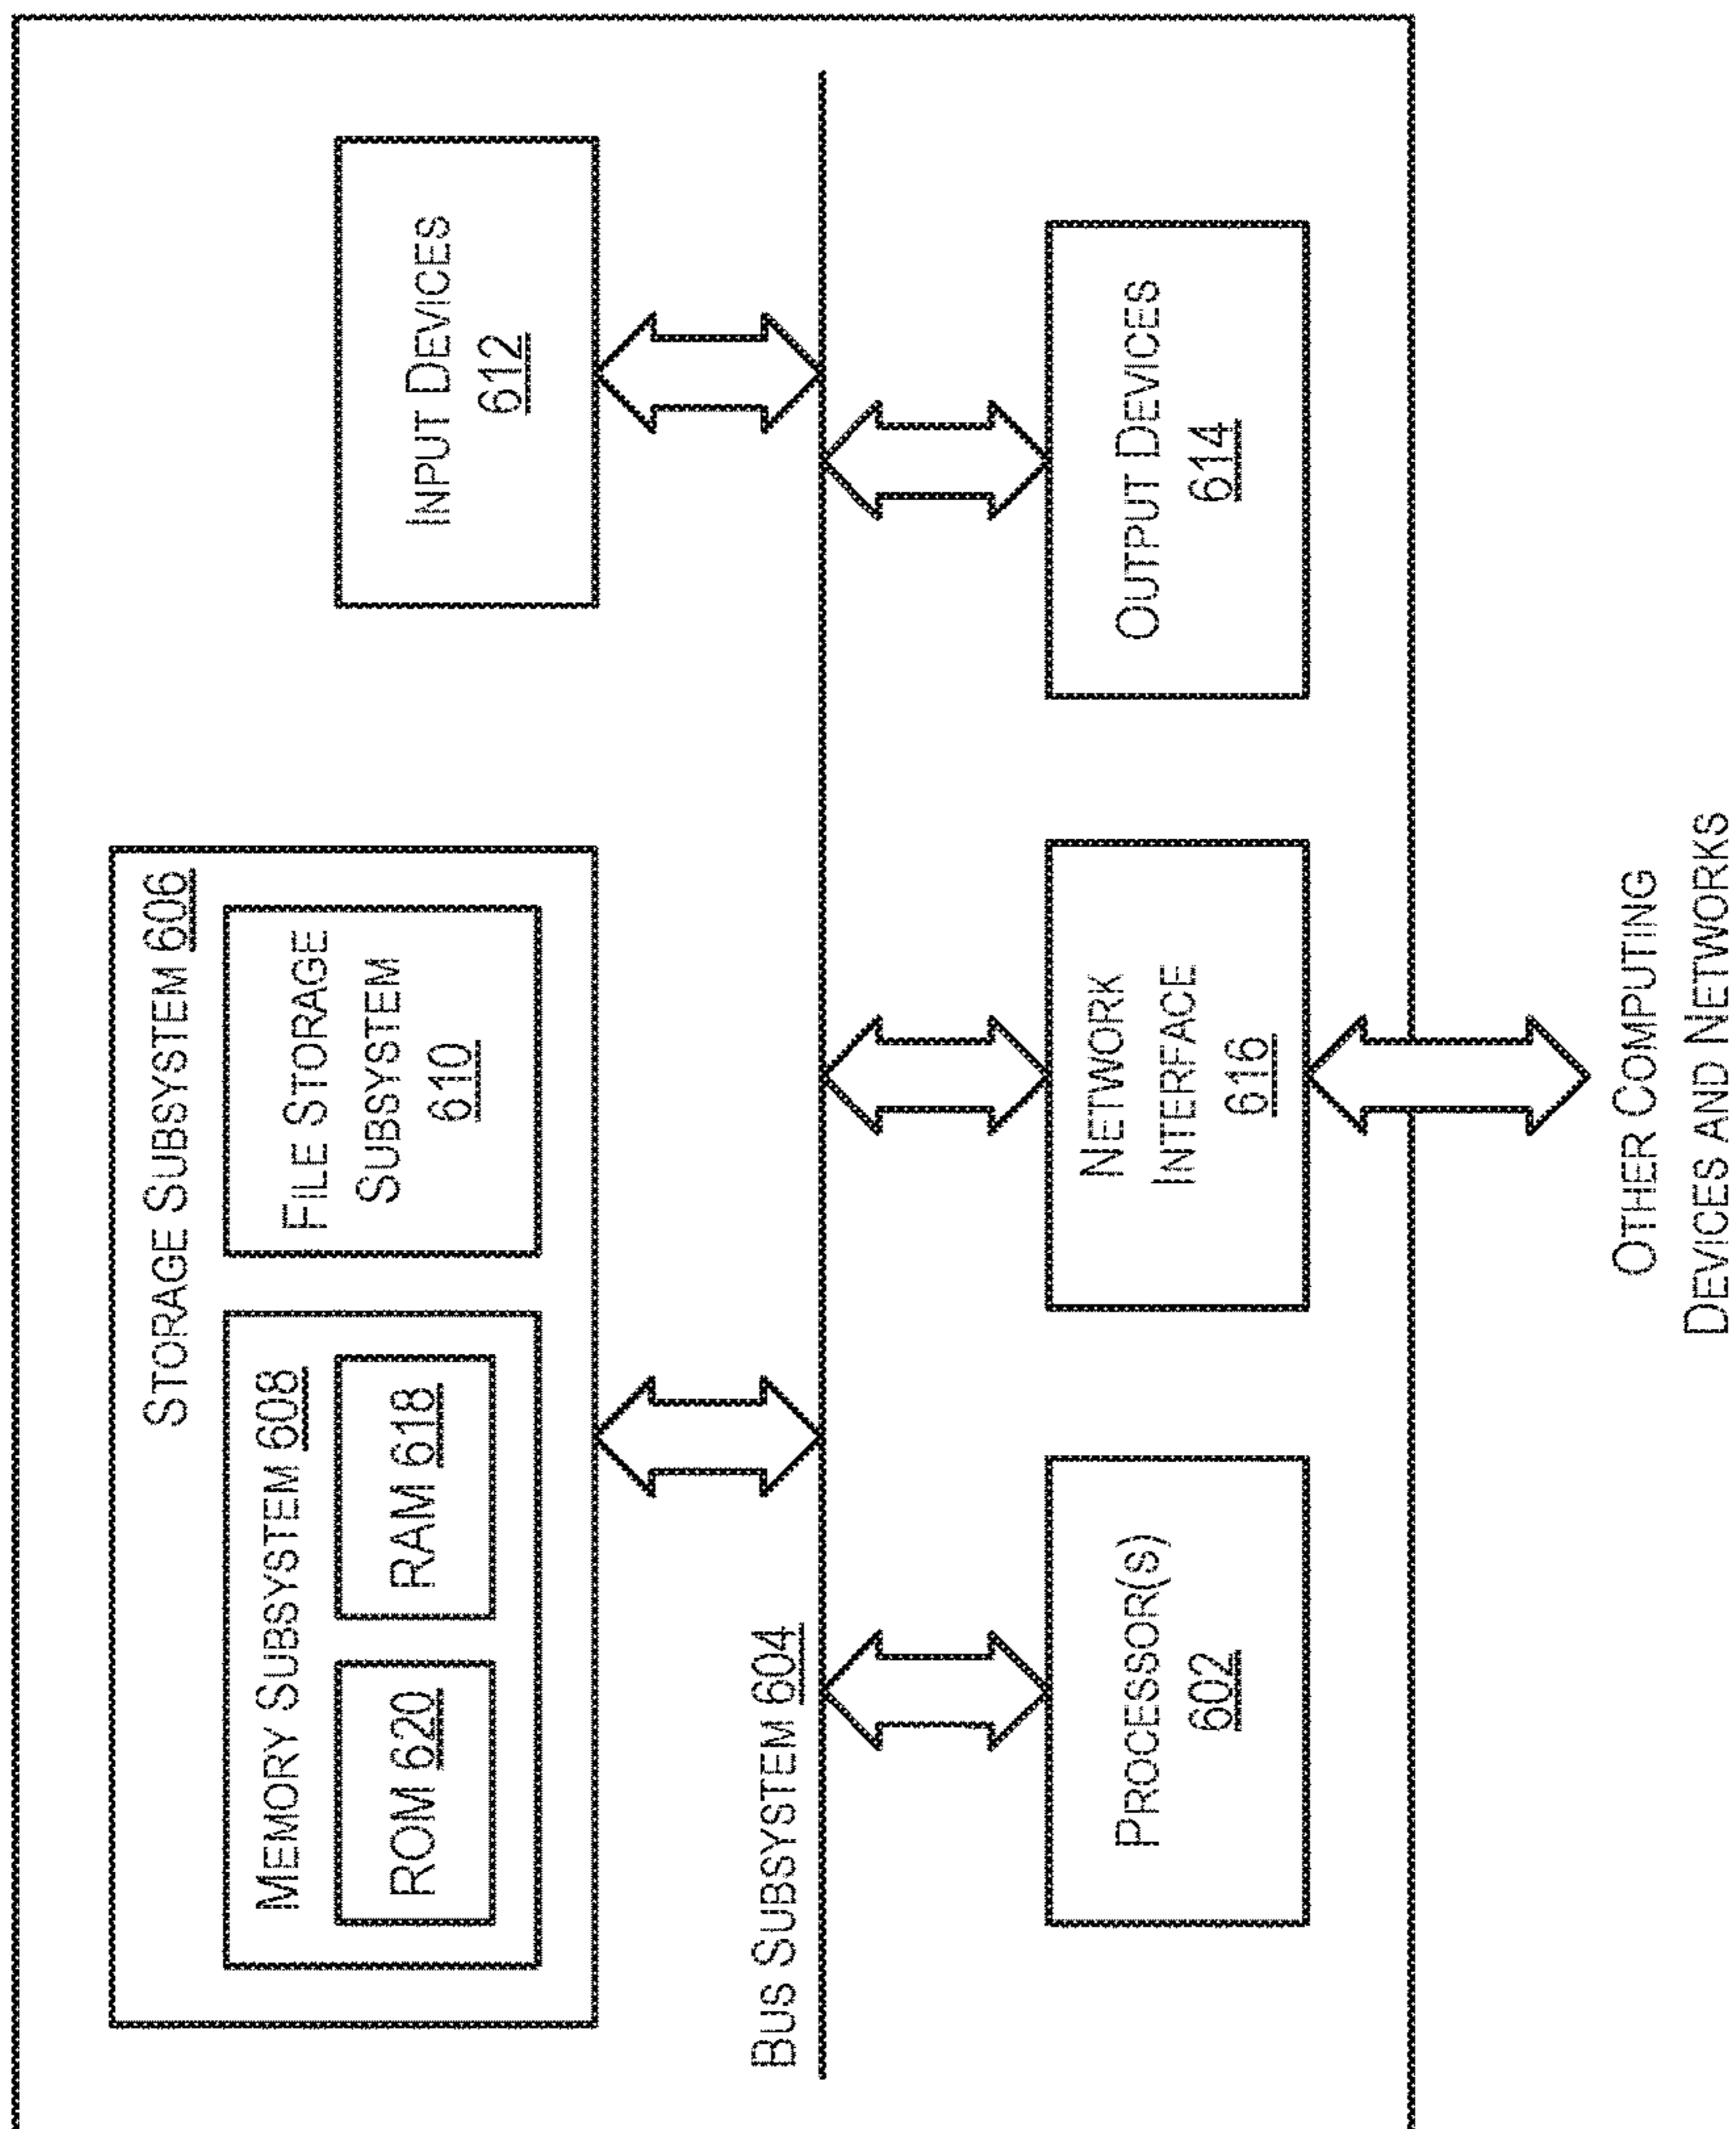 STORAGE SUBSYSTEM 606
MEMORY SUBSYSTEM 608
ROM 620
RAM 618
FILE STORAGE
SUBSYSTEM
610
INPUT DEVICES
612
BUS SUBSYSTEM 604
PROCESSOR(S)
602
NETWORK
INTERFACE
616
OUTPUT DEVICES
614
OTHER COMPUTING
DEVICES AND NETWORKS